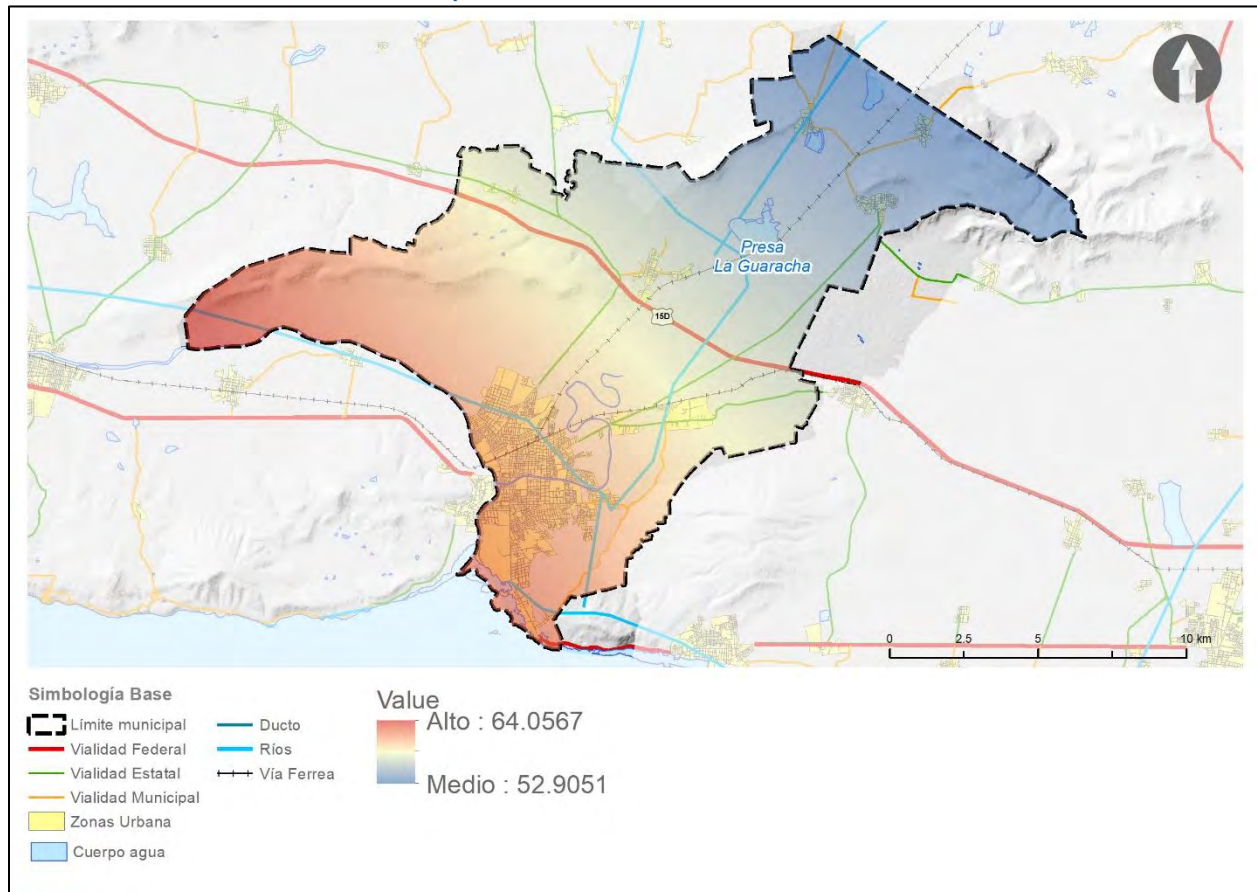 Presa
La Guaracha
15D
0 2.5 5 10 km
Simbología Base
Límite municipal
Vialidad Federal
Vialidad Estatal
Vialidad Municipal
Zonas Urbana
Cuerpo agua
Ducto
Ríos
Vía Ferrea
Value
Alto : 64.0567
Medio : 52.9051